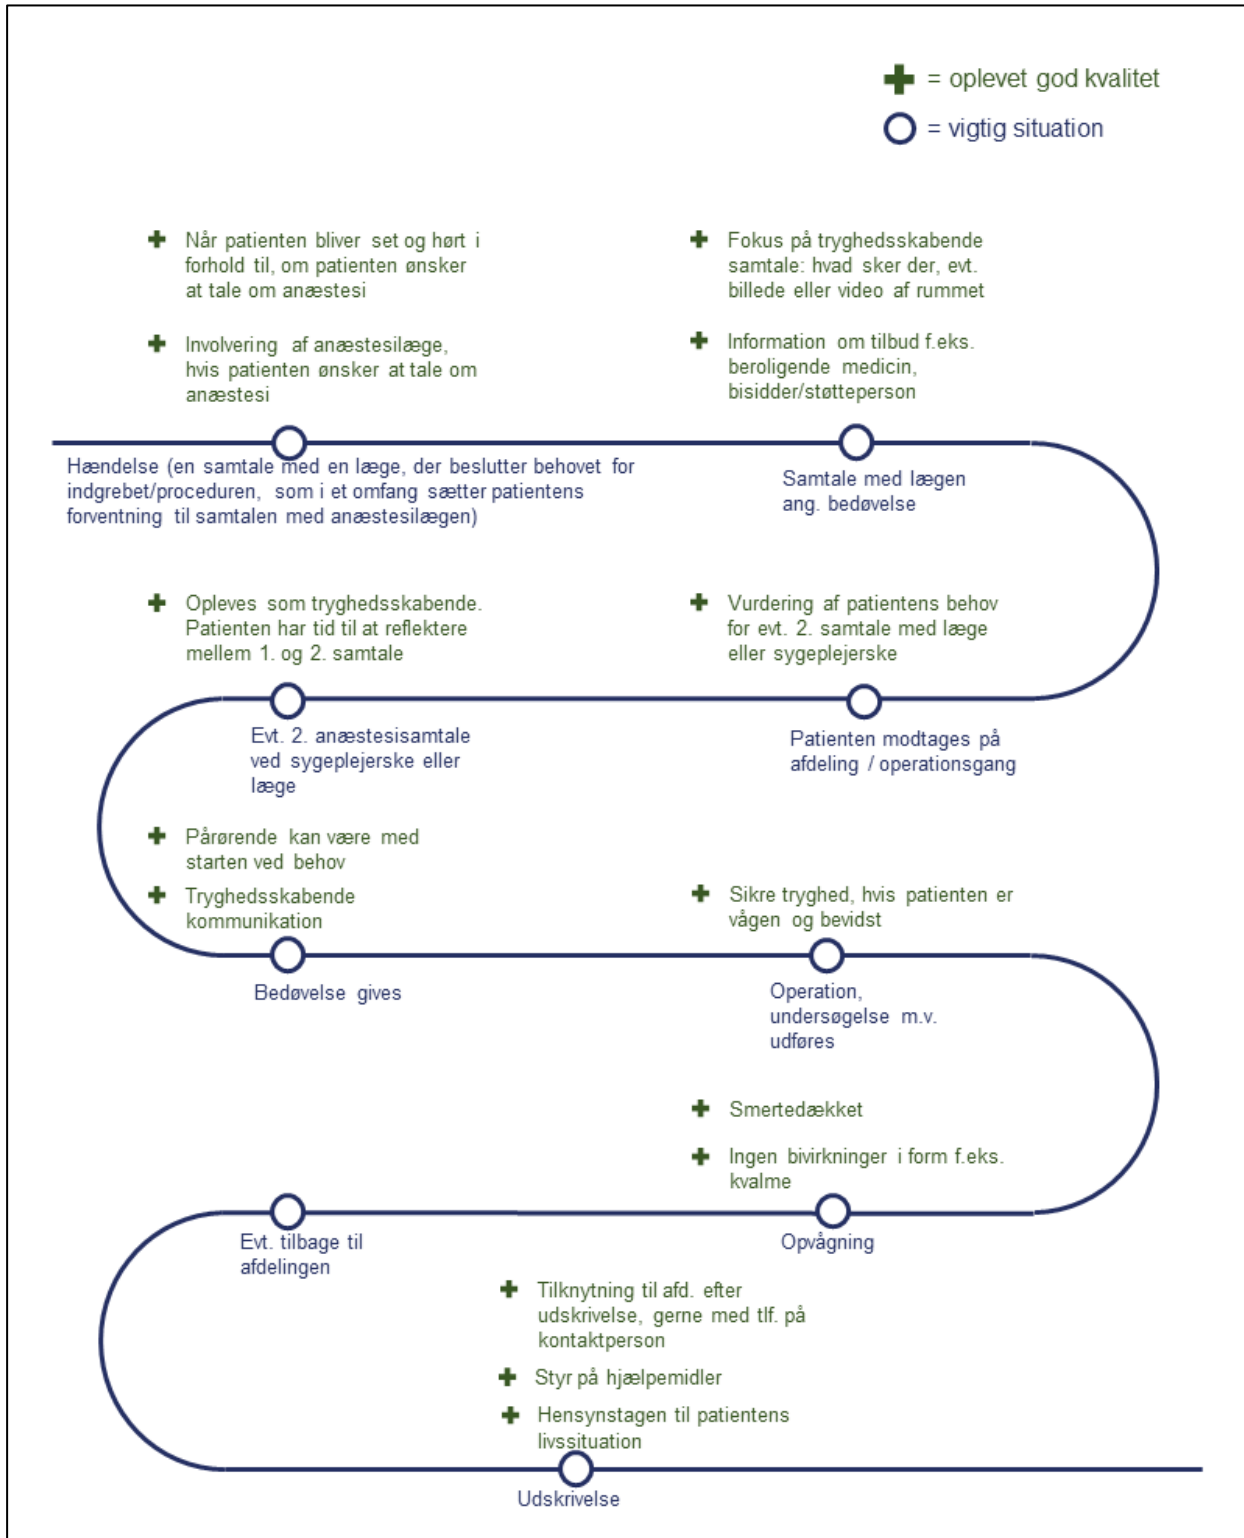 = oplevet god kvalitet
= vigtig situation
Når patienten bliver set og hørt i
forhold til, om patienten ønsker
at tale om anæstesi
Involvering af anæstesilæge,
hvis patienten ønsker at tale om
anæstesi
Fokus på tryghedsskabende
samtale: hvad sker der, evt.
billede eller video af rummet
Information om tilbud f.eks.
beroligende medicin,
bisidder/støtteperson
Hændelse (en samtale med en læge, der beslutter behovet for
indgrebet/proceduren, som i et omfang sætter patientens
forventning til samtalen med anæstesilægen)
Samtale med lægen
ang. bedøvelse
Vurdering af patientens behov
for evt. 2. samtale med læge
eller sygeplejerske
Patienten modtages på
afdeling / operationsgang
Opleves som tryghedsskabende.
Patienten har tid til at reflektere
mellem 1. og 2. samtale
Evt. 2. anæstesisamtale
ved sygeplejerske eller
læge
Pårørende kan være med
starten ved behov
Tryghedsskabende
kommunikation
Bedøvelse gives
Sikre tryghed, hvis patienten er
vågen og bevidst
Operation,
undersøgelse m.v.
udføres
Smertedækket
Ingen bivirkninger i form f.eks.
kvalme
Opvågning
Evt. tilbage til
afdelingen
Tilknytning til afd. efter
udskrivelse, gerne med tlf. på
kontaktperson
Styr på hjælpemidler
Hensynstagen til patientens
livssituation
Udskrivelse